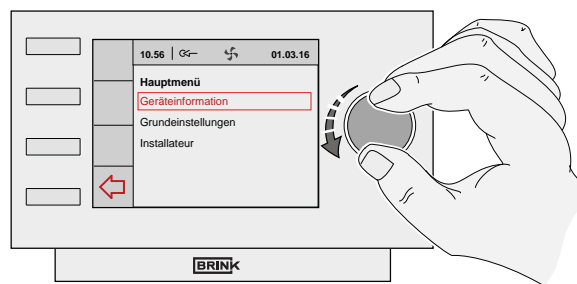 10.56 01.03.16
Hauptmenü
Geräteinformation
Grundeinstellungen
Installateur
BRINK